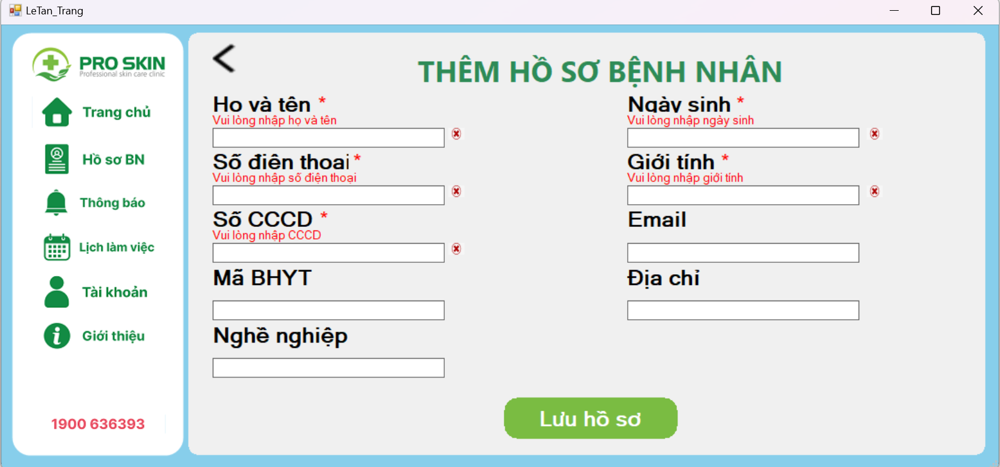 LeTan_Trang
PRO SKIN
Professional skin care clinic
Trang chủ
Hồ sơ BN
Thông báo
Lịch làm việc
Tài khoản
Giới thiệu
1900 636393
THÊM HỒ SƠ BỆNH NHÂN
Họ và tên *
Vui lòng nhập họ và tên
Ngày sinh *
Vui lòng nhập ngày sinh
Số điện thoại *
Vui lòng nhập số điện thoại
Giới tính *
Vui lòng nhập giới tính
Số CCCD *
Vui lòng nhập CCCD
Email
Mã BHYT
Địa chỉ
Nghề nghiệp
Lưu hồ sơ